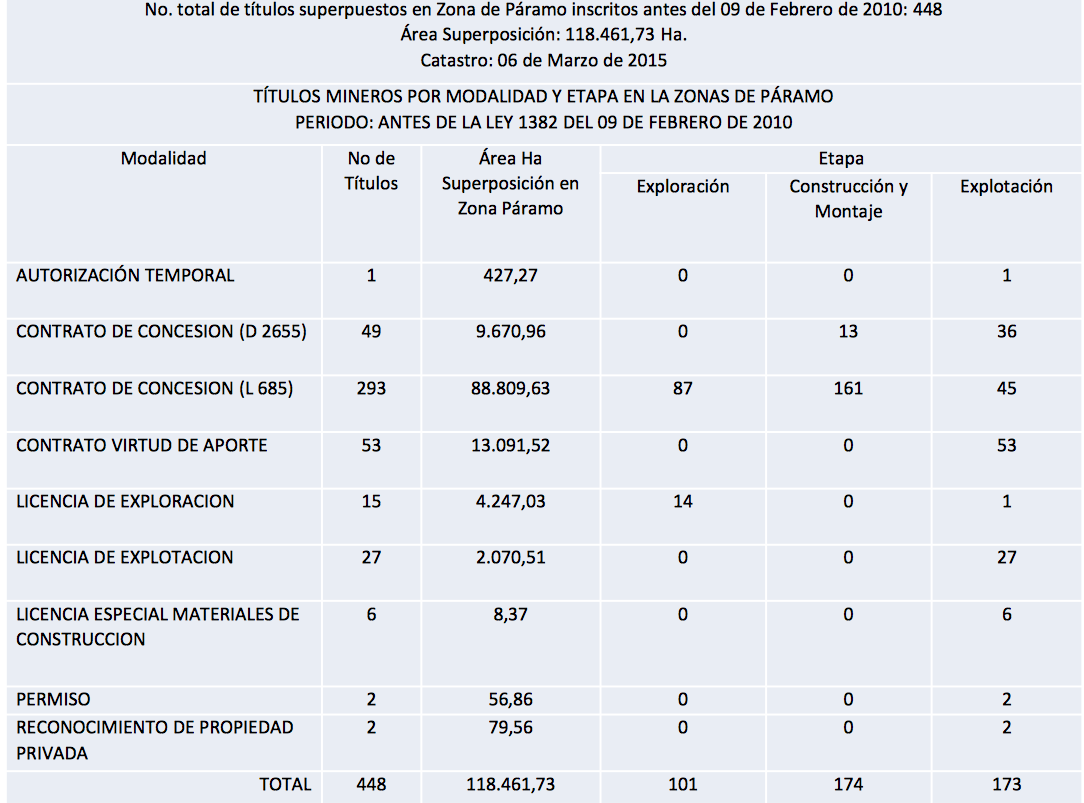 No. total de títulos superpuestos en Zona de Páramo inscritos antes del 09 de Febrero de 2010: 448
Área Superposición: 118.461,73 Ha.
Catastro: 06 de Marzo de 2015
TÍTULOS MINEROS POR MODALIDAD Y ETAPA EN LA ZONAS DE PÁRAMO
PERIODO: ANTES DE LA LEY 1382 DEL 09 DE FEBRERO DE 2010
Modalidad No de Títulos Área Ha Superposición en Zona Páramo Etapa
Exploración Construcción y Montaje Explotación
AUTORIZACIÓN TEMPORAL 1 427,27 0 0 1
CONTRATO DE CONCESION (D 2655) 49 9.670,96 0 13 36
CONTRATO DE CONCESION (L 685) 293 88.809,63 87 161 45
CONTRATO VIRTUD DE APORTE 53 13.091,52 0 0 53
LICENCIA DE EXPLORACION 15 4.247,03 14 0 1
LICENCIA DE EXPLOTACION 27 2.070,51 0 0 27
LICENCIA ESPECIAL MATERIALES DE 6 8,37 0 0 6
CONSTRUCCION
PERMISO 2 56,86 0 0 2
RECONOCIMIENTO DE PROPIEDAD 2 79,56 0 0 2
PRIVADA
TOTAL 448 118.461,73 101 174 173